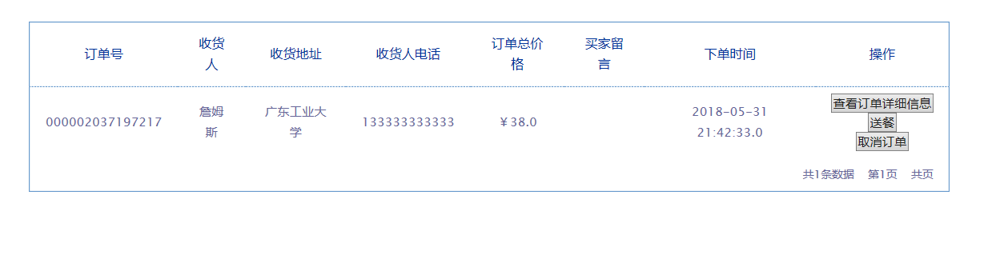 订单号 收货人 收货地址 收货人电话 订单总价格 买家留言 下单时间 操作
000002037197217 詹姆斯 广东工业大学 133333333333 ￥38.0 2018-05-31 21:42:33.0 查看订单详细信息
送餐
取消订单
共1条数据 第1页 共页